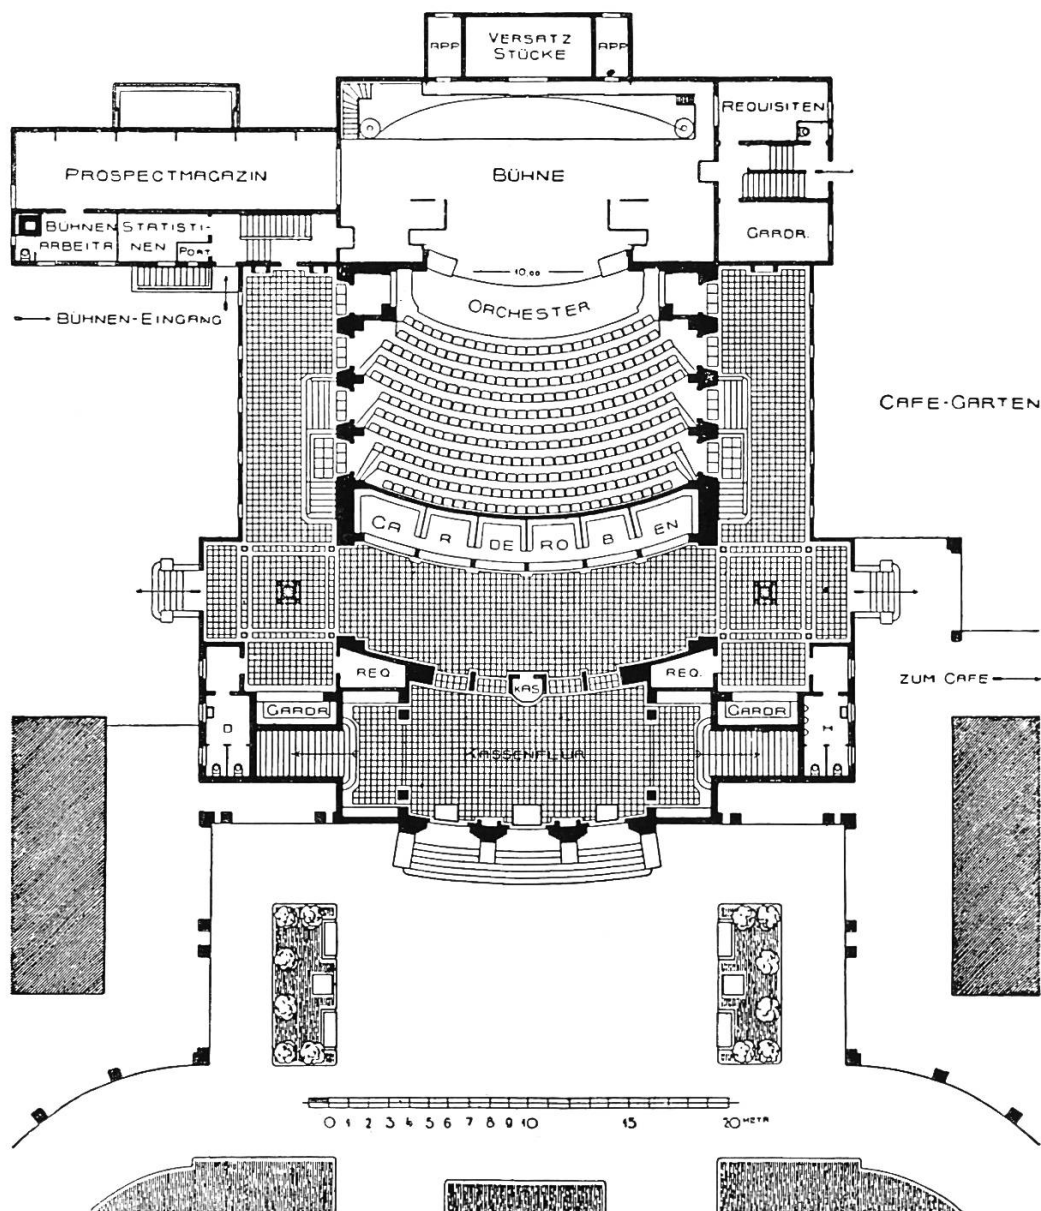 APP.
VERSATZ
STÜCKE
APP.
REQUISITEN
PROSPECTMAGAZIN
BÜHNE
BÜHNEN
ARBEITR
STATISTI-
NEN
PORT.
GARDR.
10,00
ORCHESTER
BÜHNEN-EINGANG
CAFE-GARTEN
GA R DE RO B EN
REQ.
KAS
REQ.
ZUM CAFE
GARDR.
GARDR.
D
H
KASSENFLUR
0 1 2 3 4 5 6 7 8 9 10 15 20 METR